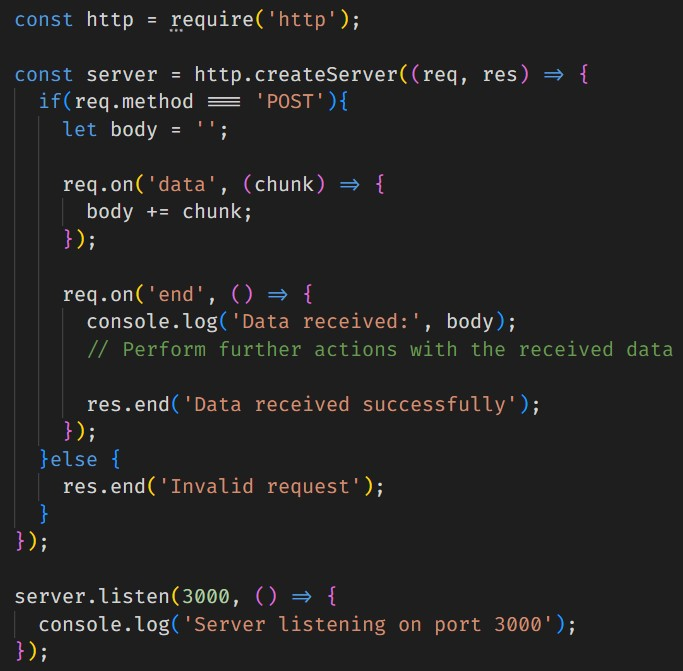 const http = require('http');

const server = http.createServer((req, res) => {
  if(req.method === 'POST'){
    let body = '';

    req.on('data', (chunk) => {
      body += chunk;
    });

    req.on('end', () => {
      console.log('Data received:', body);
      // Perform further actions with the received data

      res.end('Data received successfully');
    });
  }else {
    res.end('Invalid request');
  }
});

server.listen(3000, () => {
  console.log('Server listening on port 3000');
});